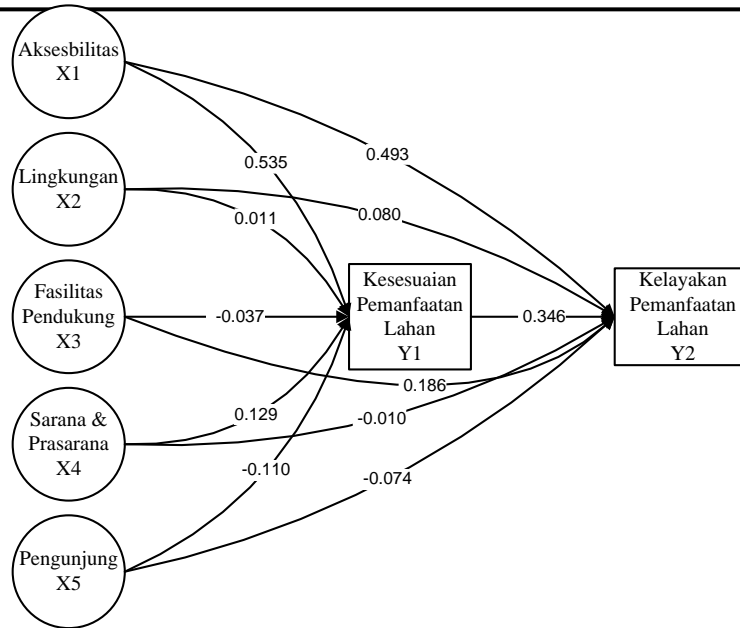 Aksesbilitas
X1
0.493
0.535
Lingkungan
X2
0.080
0.011
Fasilitas
Pendukung
X3
-0.037
Kesesuaian
Pemanfaatan
Lahan
Y1
0.346
Kelayakan
Pemanfaatan
Lahan
Y2
0.186
Sarana &
Prasarana
X4
0.129
-0.010
-0.110
-0.074
Pengunjung
X5